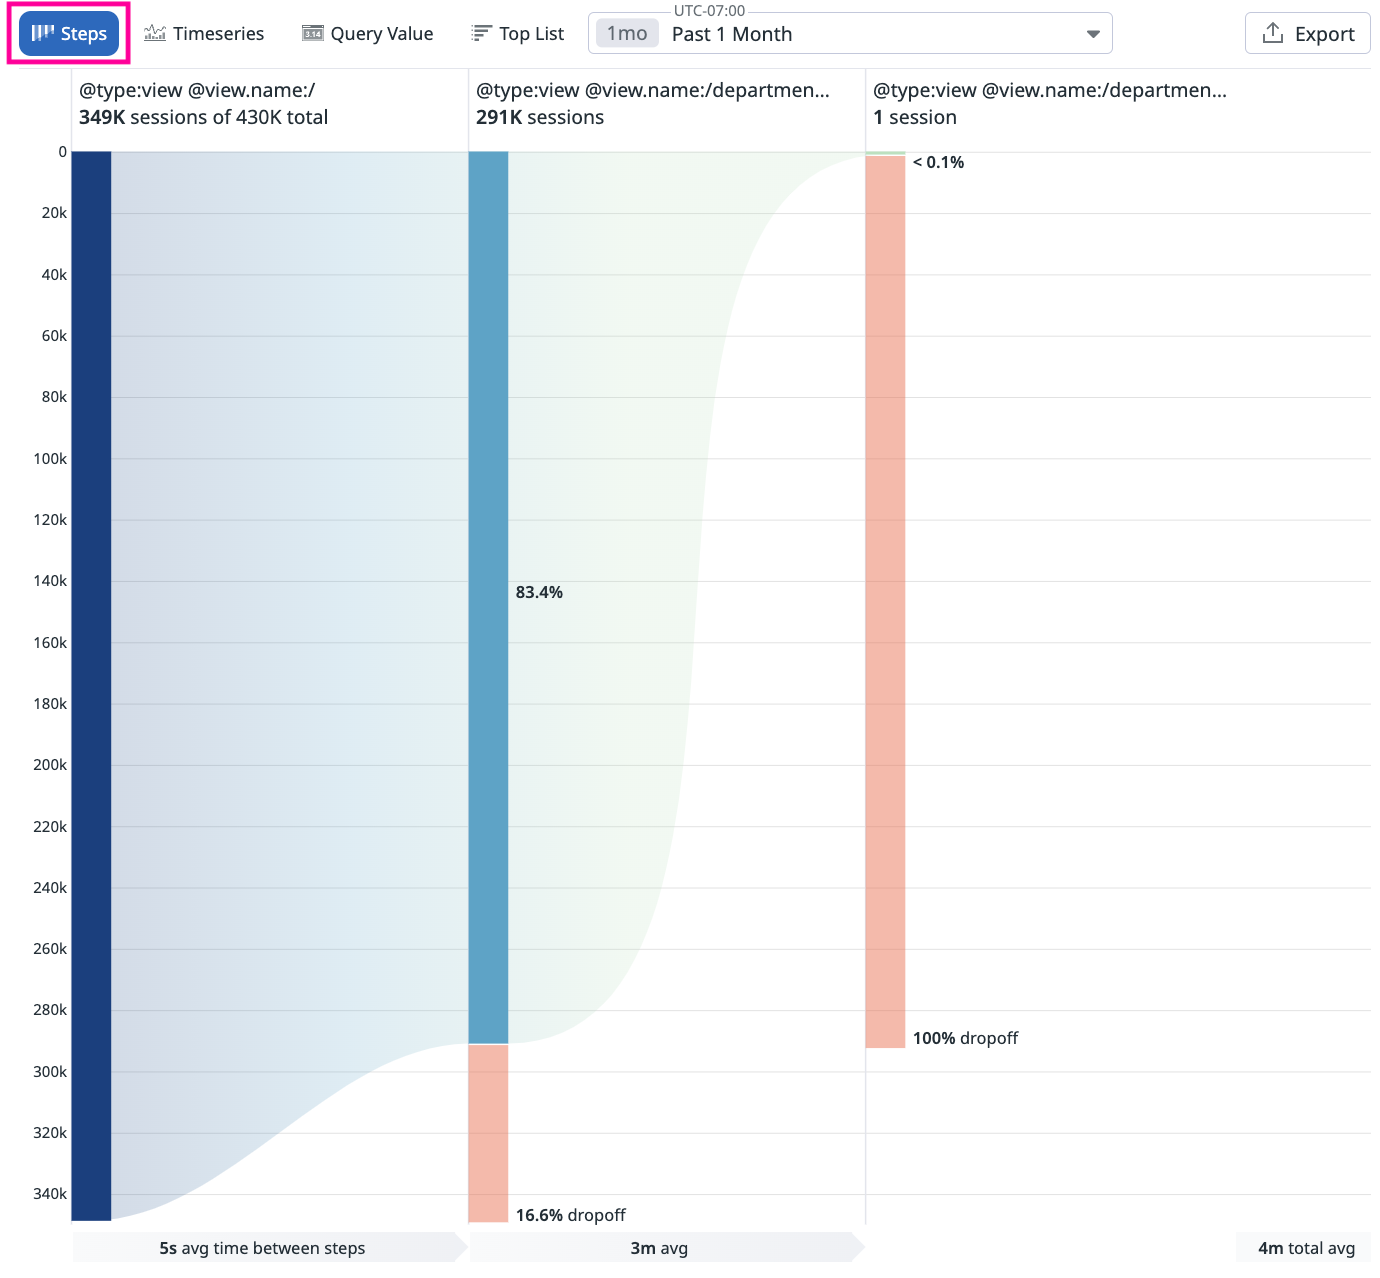 UTC-07:00
Steps
Timeseries
3.14 Query Value
Top List
1mo Past 1 Month
Export
@type:view @view.name:/
349K sessions of 430K total
@type:view @view.name:/departmen...
291K sessions
@type:view @view.name:/departmen...
1 session
0
20k
40k
60k
80k
100k
120k
140k
160k
180k
200k
220k
240k
260k
280k
300k
320k
340k
83.4%
16.6% dropoff
< 0.1%
100% dropoff
5s avg time between steps
3m avg
4m total avg